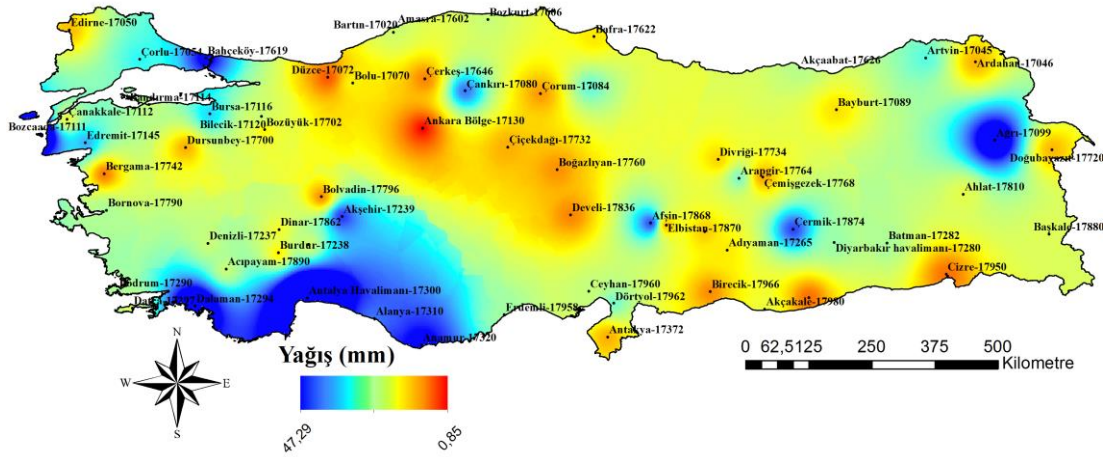 Bozkurt-17606
Amasra-17602
Bartın-17020
Edirne-17050
Bafra-17622
Çorlu-17054
Bahçeköy-17619
Artvin-17045
Akçaabat-17626
Ardahan-17046
Düzce-17072
Bolu-17070
Çerkeş-17646
Çankırı-17080
Çorum-17084
Bandırma-17114
Çanakkale-17112
Bursa-17116
Bayburt-17089
Bozcaada-17111
Bilecik-17120
Bozüyük-17702
Ankara Bölge-17130
Edremit-17145
Dursunbey-17700
Çiçekdağı-17732
Ağrı-17099
Doğubayazıt-17720
Bergama-17742
Boğazlıyan-17760
Divriği-17734
Arapgir-17764
Çemişgezek-17768
Bolvadin-17796
Ahlat-17810
Bornova-17790
Akşehir-17239
Develi-17836
Afşin-17868
Çermik-17874
Dinar-17862
Elbistan-17870
Başkale-17880
Denizli-17237
Burdur-17238
Adıyaman-17265
Batman-17282
Diyarbakır havalimanı-17280
Acıpayam-17890
Cizre-17950
Bodrum-17290
Dalaman-17294
Antalya Havalimanı-17300
Ceyhan-17960
Birecik-17966
Dörtyol-17962
Akçakale-17980
Alanya-17310
Erdemli-17958
Anamur-17320
Antakya-17372
N
W
E
S
Yağış (mm)
47,29
0,85
0 62,5125 250 375 500
Kilometre